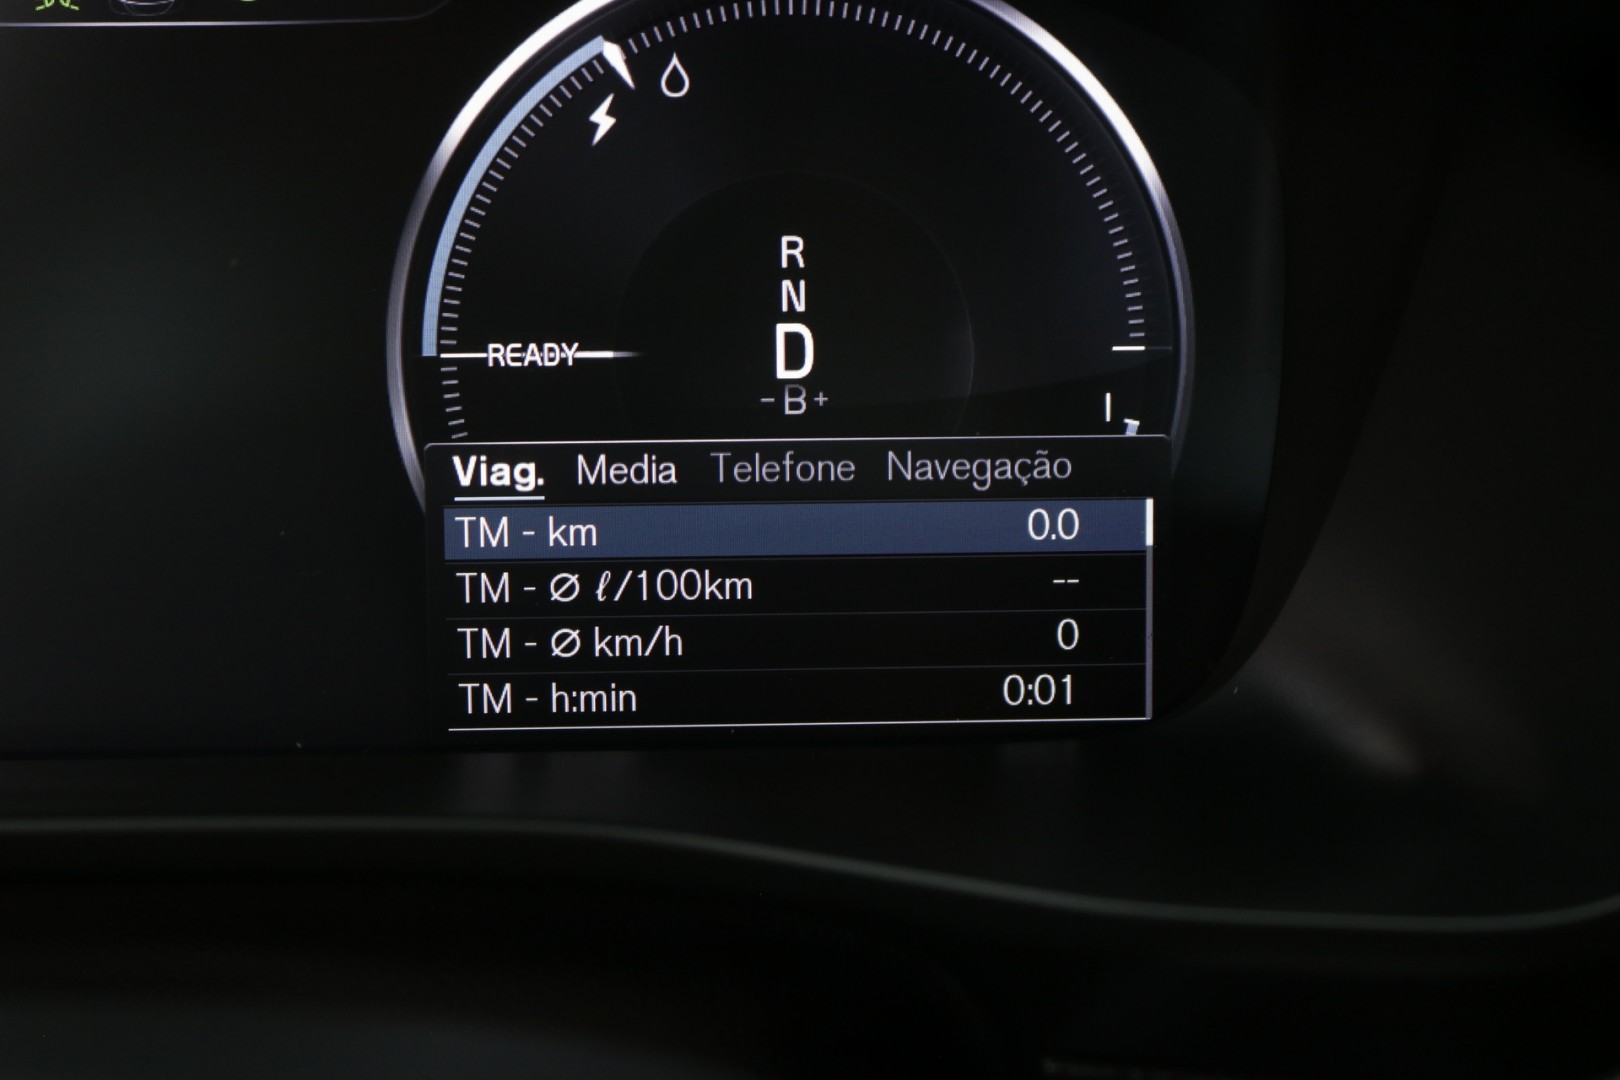 R
N
D
- B +
READY
Viag. Media Telefone Navegação
TM - km 0.0
TM - Ø ℓ/100km --
TM - Ø km/h 0
TM - h:min 0:01